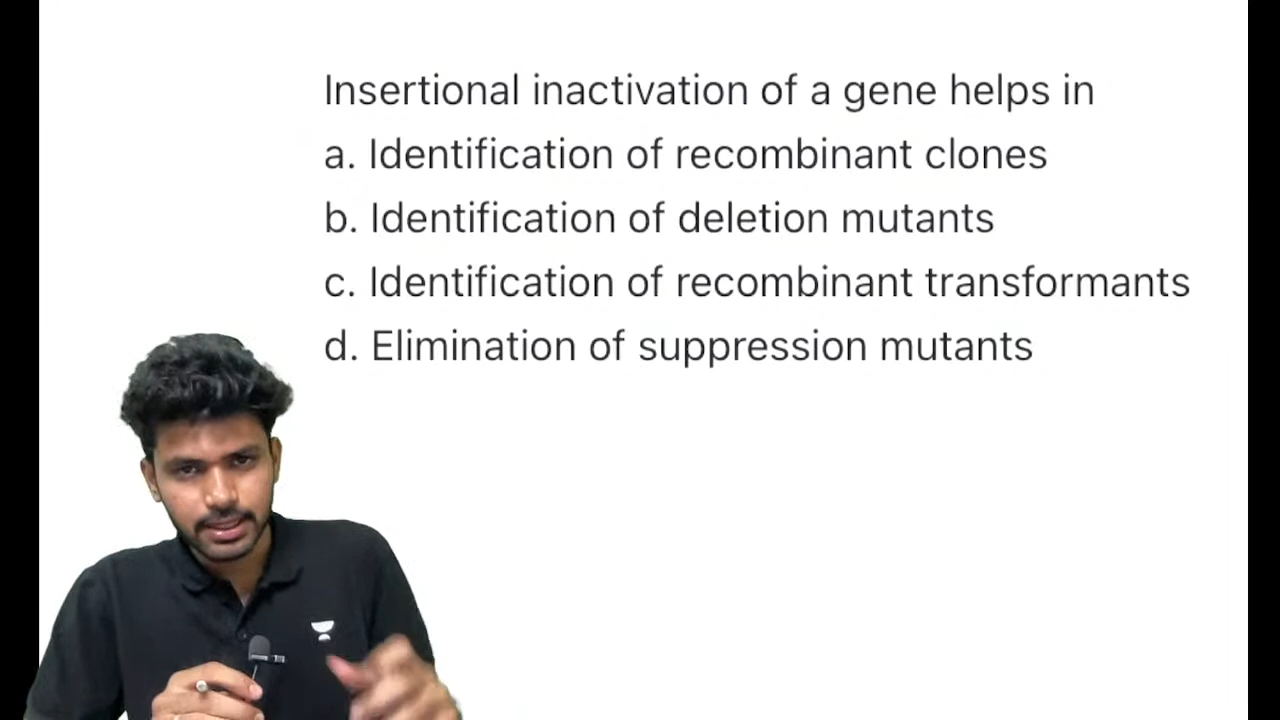 Insertional inactivation of a gene helps in
a. Identification of recombinant clones
b. Identification of deletion mutants
c. Identification of recombinant transformants
d. Elimination of suppression mutants